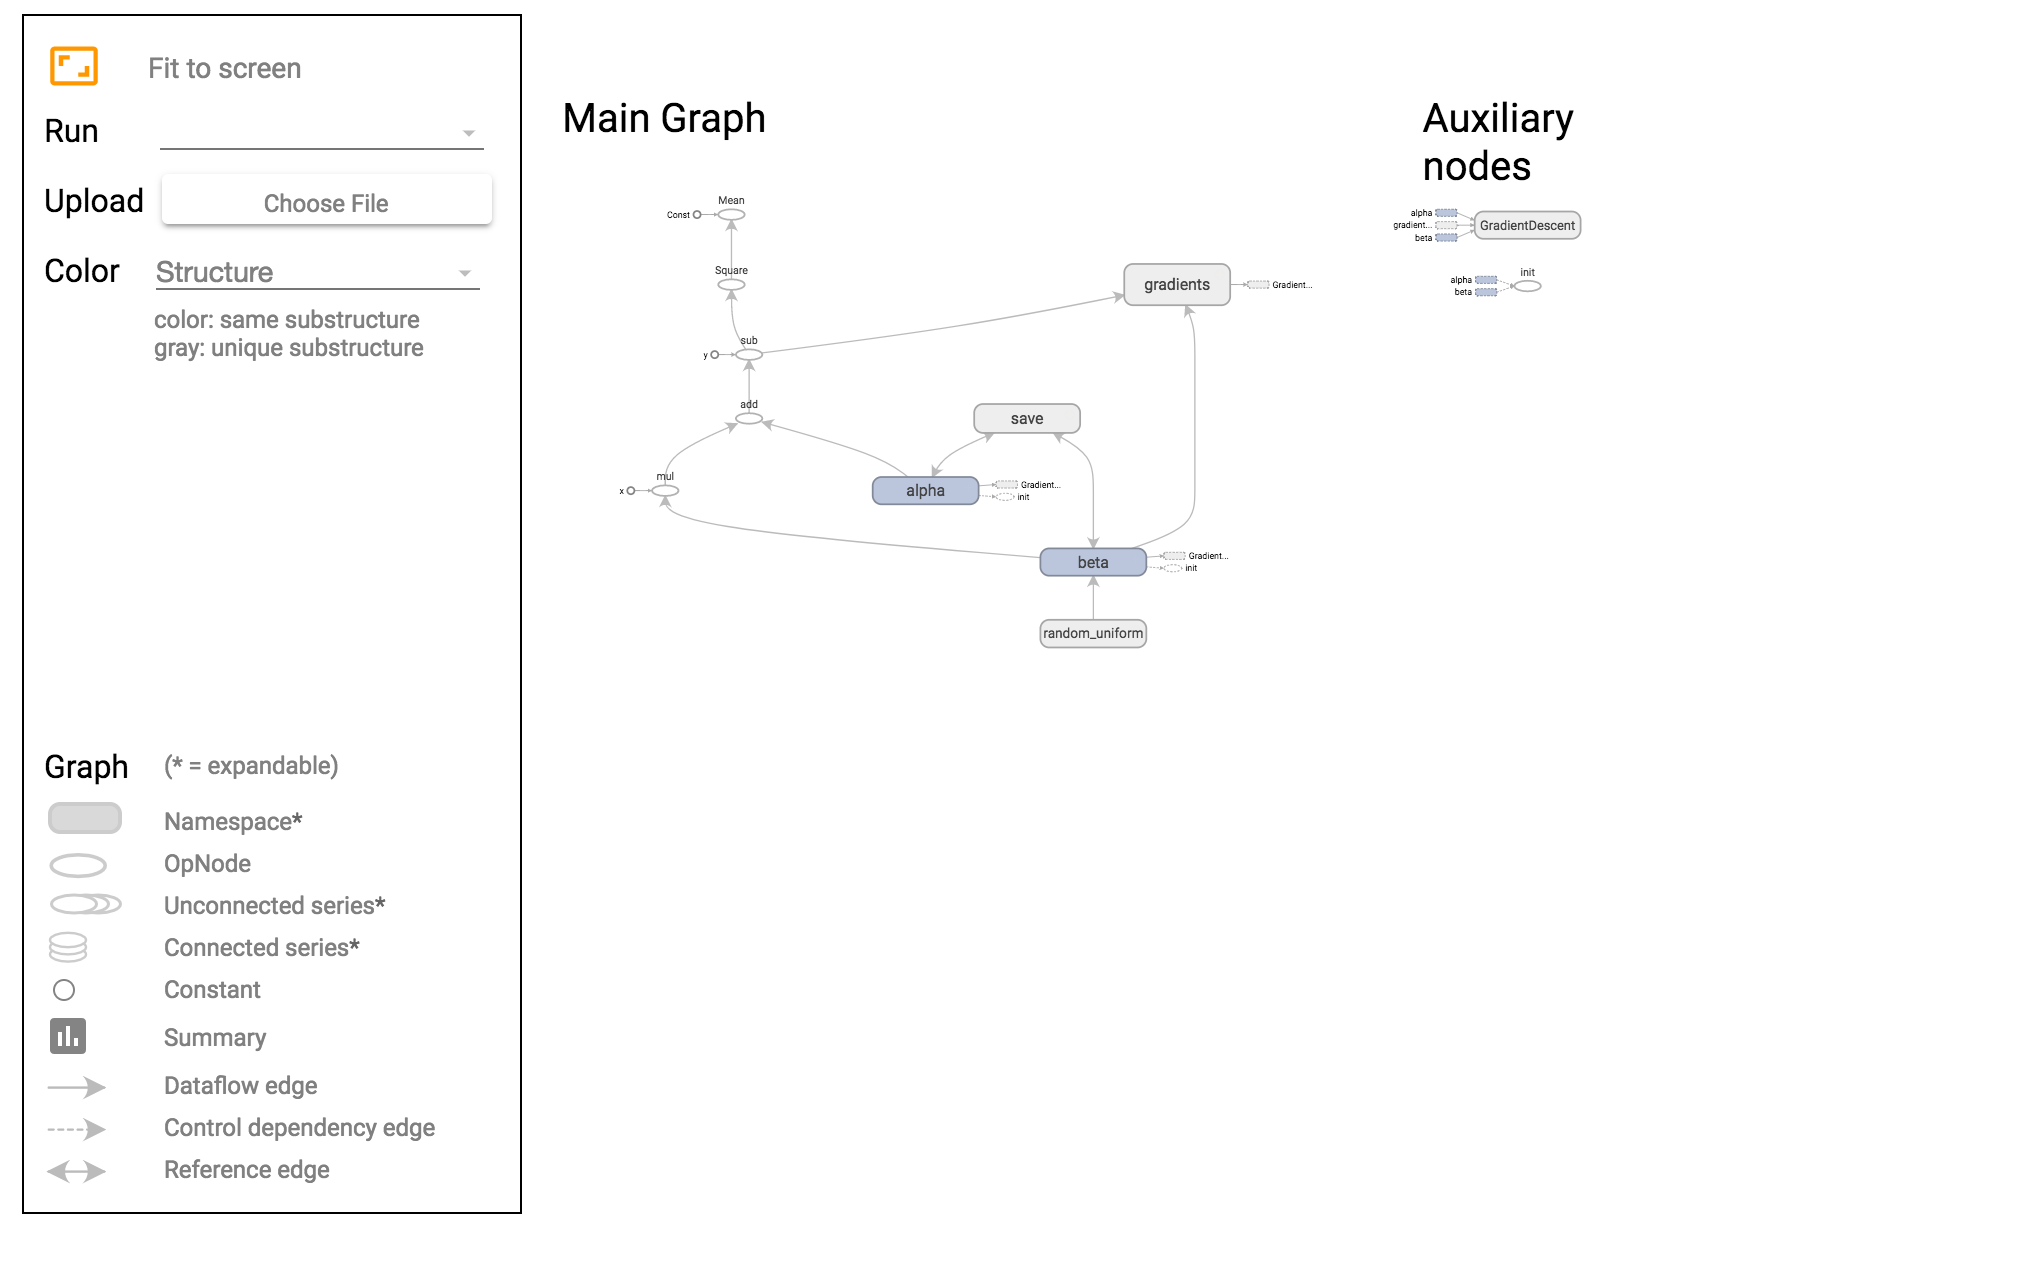 Fit to screen
Run
Upload
Choose File
Color
Structure
color: same substructure
gray: unique substructure
Graph
(* = expandable)
Namespace*
OpNode
Unconnected series*
Connected series*
Constant
Summary
Dataflow edge
Control dependency edge
Reference edge
Main Graph
Mean
Const
Square
gradients
Gradient...
sub
y
add
save
mul
x
alpha
Gradient...
init
beta
Gradient...
init
random_uniform
Auxiliary
nodes
alpha
gradient...
beta
GradientDescent
init
alpha
beta